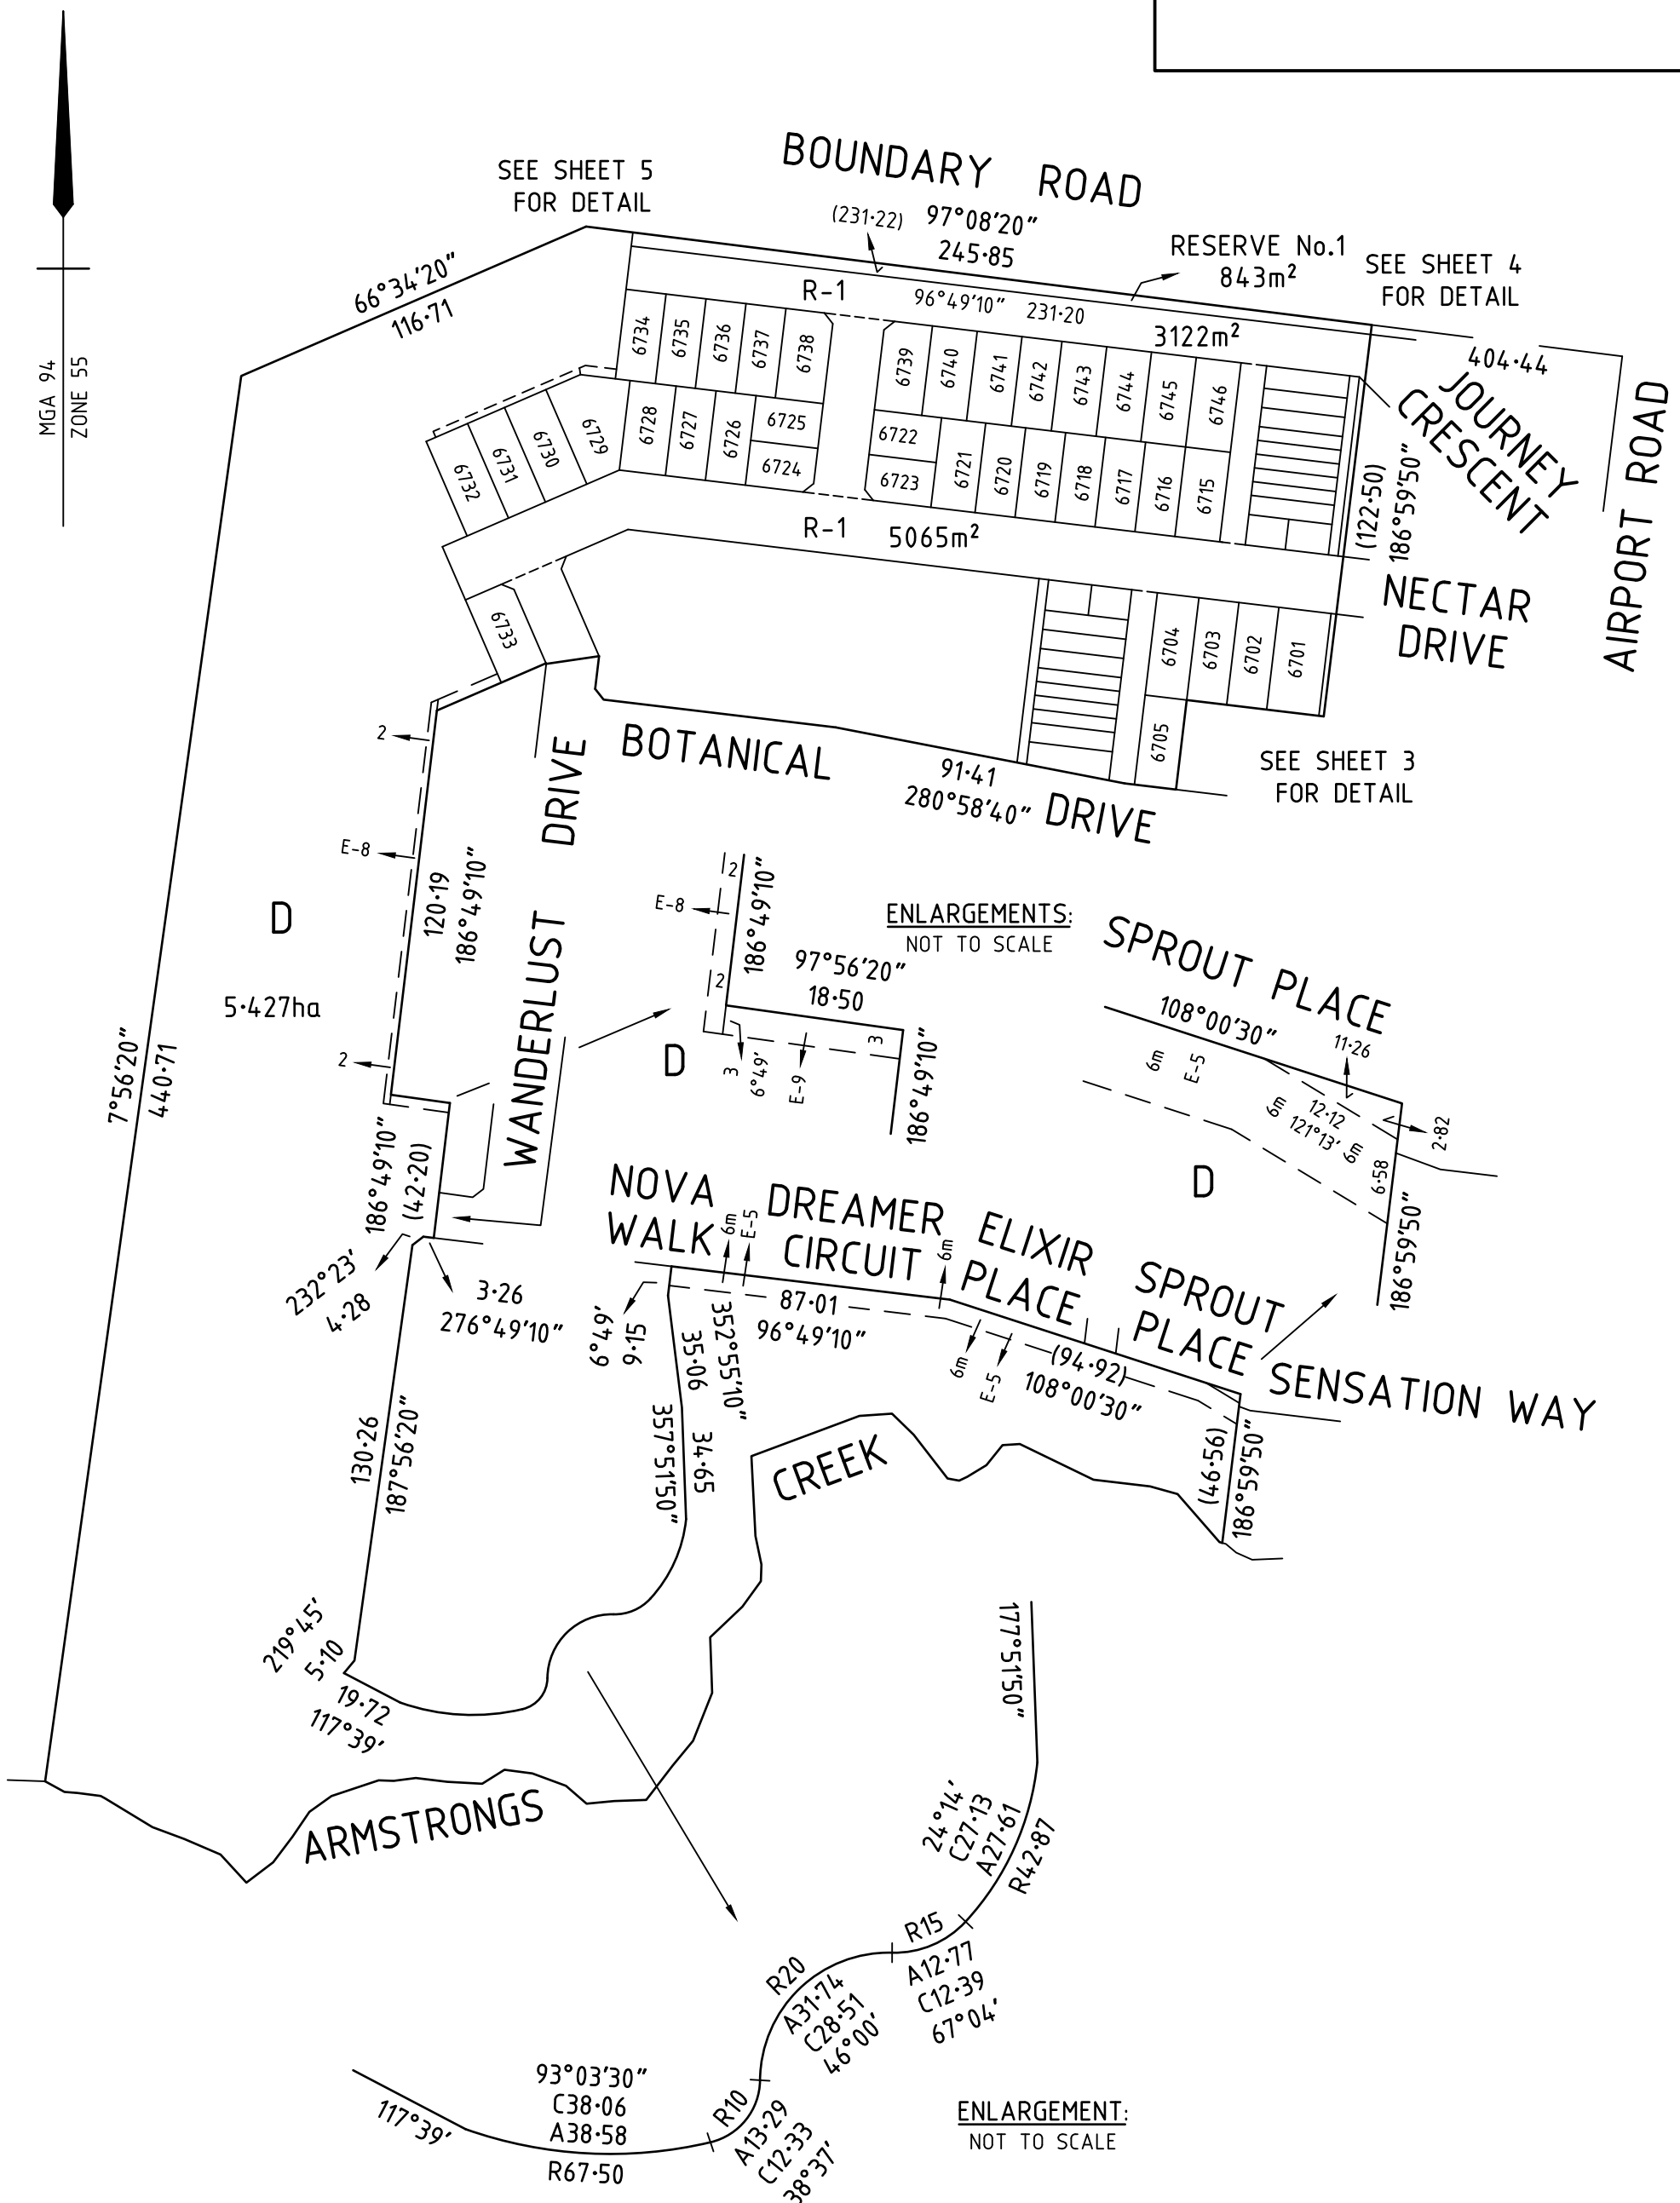 MGA 94
ZONE 55
SEE SHEET 5
FOR DETAIL
BOUNDARY ROAD
(231·22)
97°08'20"
245·85
RESERVE No.1
843m²
SEE SHEET 4
FOR DETAIL
66°34'20"
116·71
R-1
96°49'10" 231·20
3122m²
404·44
JOURNEY
CRESCENT
AIRPORT ROAD
6734
6735
6736
6737
6738
6739
6740
6741
6742
6743
6744
6745
6746
6732
6731
6730
6729
6728
6727
6726
6725
6724
6722
6723
6721
6720
6719
6718
6717
6716
6715
(122·50)
186°59'50"
R-1
5065m²
NECTAR
DRIVE
6733
6704
6703
6702
6701
6705
2
BOTANICAL
DRIVE
91·41
280°58'40"
SEE SHEET 3
FOR DETAIL
E-8
120·19
186°49'10"
WANDERLUST DRIVE
D
5·427ha
2
7°56'20"
440·71
ENLARGEMENTS:
NOT TO SCALE
2
E-8
186°49'10"
2
97°56'20"
18·50
3
D
3
6°49'
E-9
186°49'10"
SPROUT PLACE
108°00'30"
11·26
6m
E-5
6m
12·12
121°13'
6m
2·82
6·58
D
186°59'50"
186°49'10"
(42·20)
232°23'
4·28
3·26
276°49'10"
NOVA
WALK
DREAMER
CIRCUIT
ELIXIR
PLACE
SPROUT
PLACE
SENSATION WAY
6m
E-5
6m
87·01
96°49'10"
6°49'
9·15
35·06
352°55'10"
6m
E-5
(94·92)
108°00'30"
(46·56)
186°59'50"
357°51'50"
34·65
CREEK
130·26
187°56'20"
219°45'
5·10
19·72
117°39'
ARMSTRONGS
177°51'50"
24°14'
C27·13
A27·61
R42·87
R15
A12·77
C12·39
67°04'
R20
A31·74
C28·51
46°00'
R10
A13·29
C12·33
38°37'
93°03'30"
C38·06
A38·58
R67·50
117°39'
ENLARGEMENT:
NOT TO SCALE